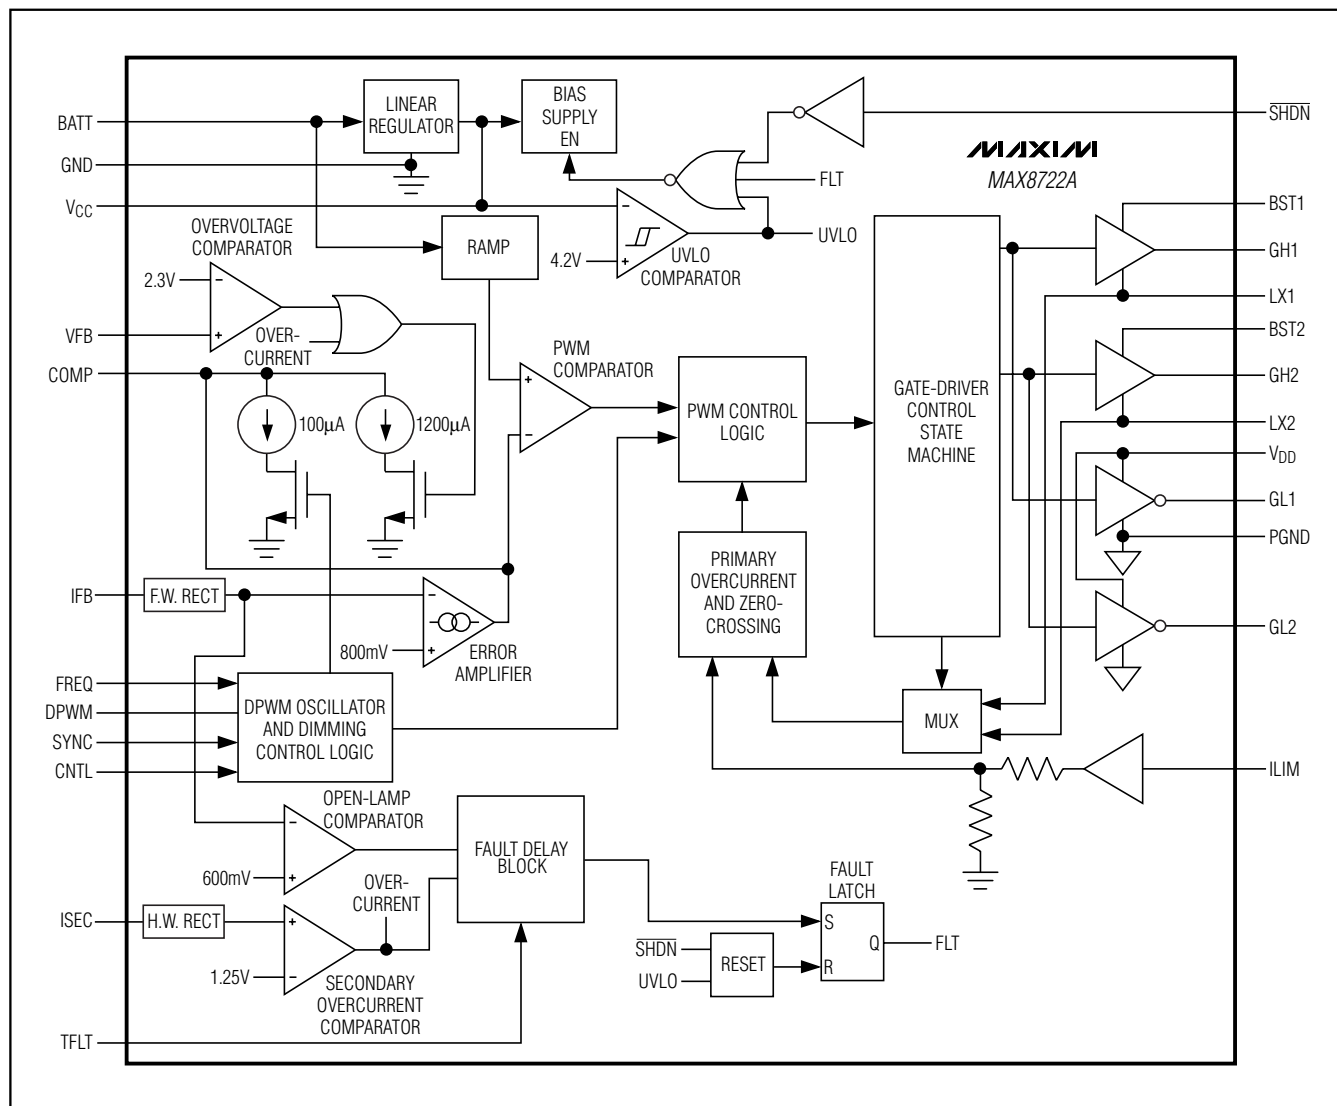 BATT
GND
VCC
LINEAR
REGULATOR
BIAS
SUPPLY
EN
SHDN
MAXIM
MAX8722A
FLT
UVLO
4.2V
UVLO
COMPARATOR
RAMP
OVERVOLTAGE
COMPARATOR
2.3V
VFB
OVER-
CURRENT
COMP
100µA
1200µA
PWM
COMPARATOR
PWM CONTROL
LOGIC
GATE-DRIVER
CONTROL
STATE
MACHINE
BST1
GH1
LX1
BST2
GH2
LX2
VDD
GL1
PGND
GL2
PRIMARY
OVERCURRENT
AND ZERO-
CROSSING
MUX
ILIM
IFB
F.W. RECT
800mV
ERROR
AMPLIFIER
FREQ
DPWM
SYNC
CNTL
DPWM OSCILLATOR
AND DIMMING
CONTROL LOGIC
OPEN-LAMP
COMPARATOR
600mV
FAULT DELAY
BLOCK
OVER-
CURRENT
ISEC
H.W. RECT
1.25V
SECONDARY
OVERCURRENT
COMPARATOR
TFLT
SHDN
UVLO
RESET
FAULT
LATCH
S
R
Q
FLT